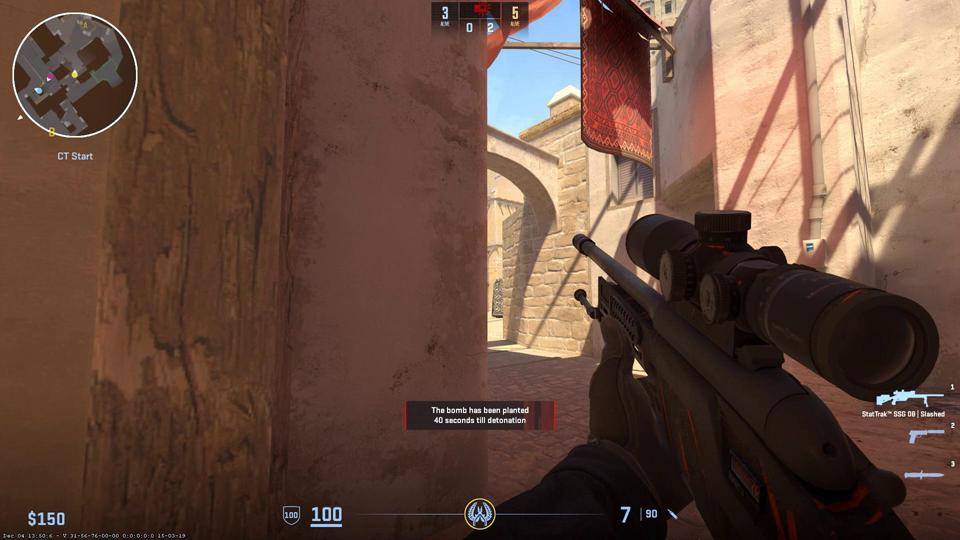 3
ALIVE
0 2
5
ALIVE
A
B
CT Start
The bomb has been planted
40 seconds till detonation
1
StatTrak™ SSG 08 | Slashed
2
3
$150
100
100
7 | 90